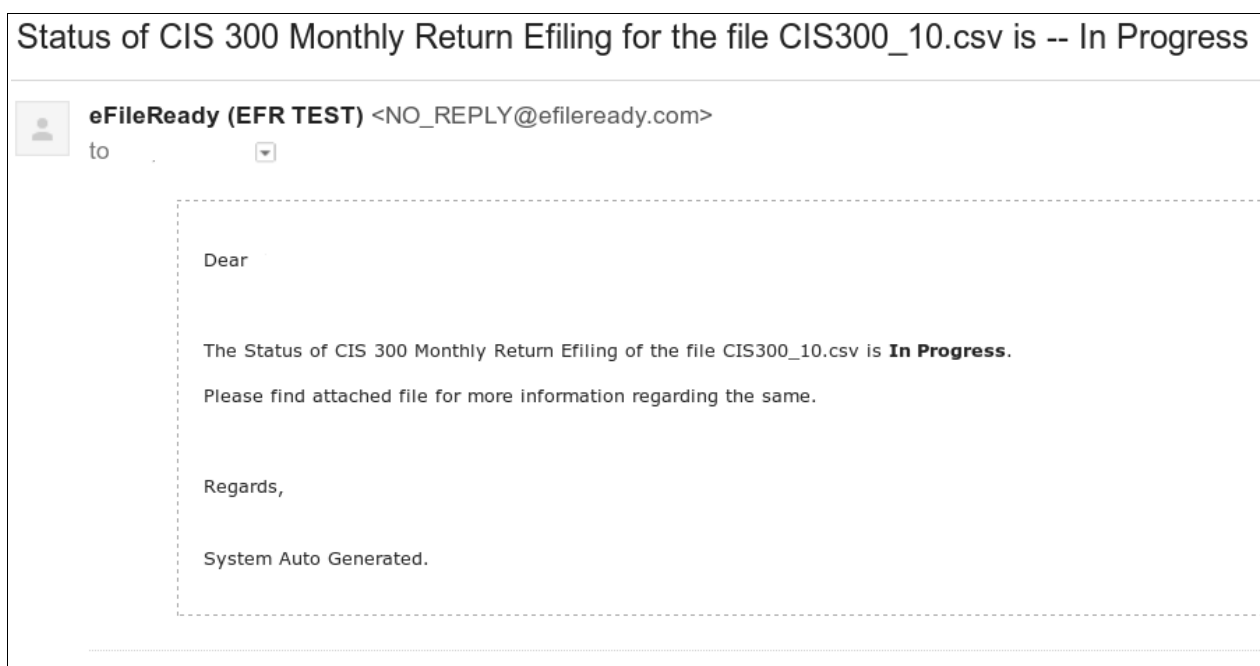 Status of CIS 300 Monthly Return Efiling for the file CIS300_10.csv is -- In Progress
eFileReady (EFR TEST) <NO_REPLY@efileready.com>
to
Dear
The Status of CIS 300 Monthly Return Efiling of the file CIS300_10.csv is In Progress.
Please find attached file for more information regarding the same.
Regards,
System Auto Generated.